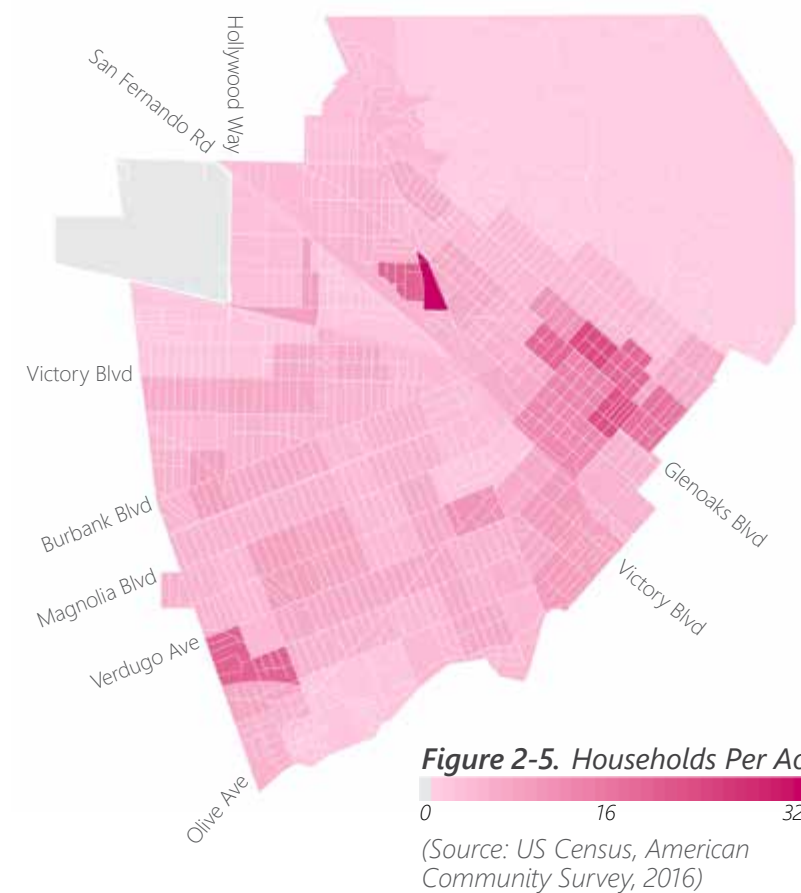 Hollywood Way
San Fernando Rd
Victory Blvd
Burbank Blvd
Magnolia Blvd
Verdugo Ave
Olive Ave
Glenoaks Blvd
Victory Blvd
Figure 2-5. Households Per Ac
0 16 32
(Source: US Census, American
Community Survey, 2016)